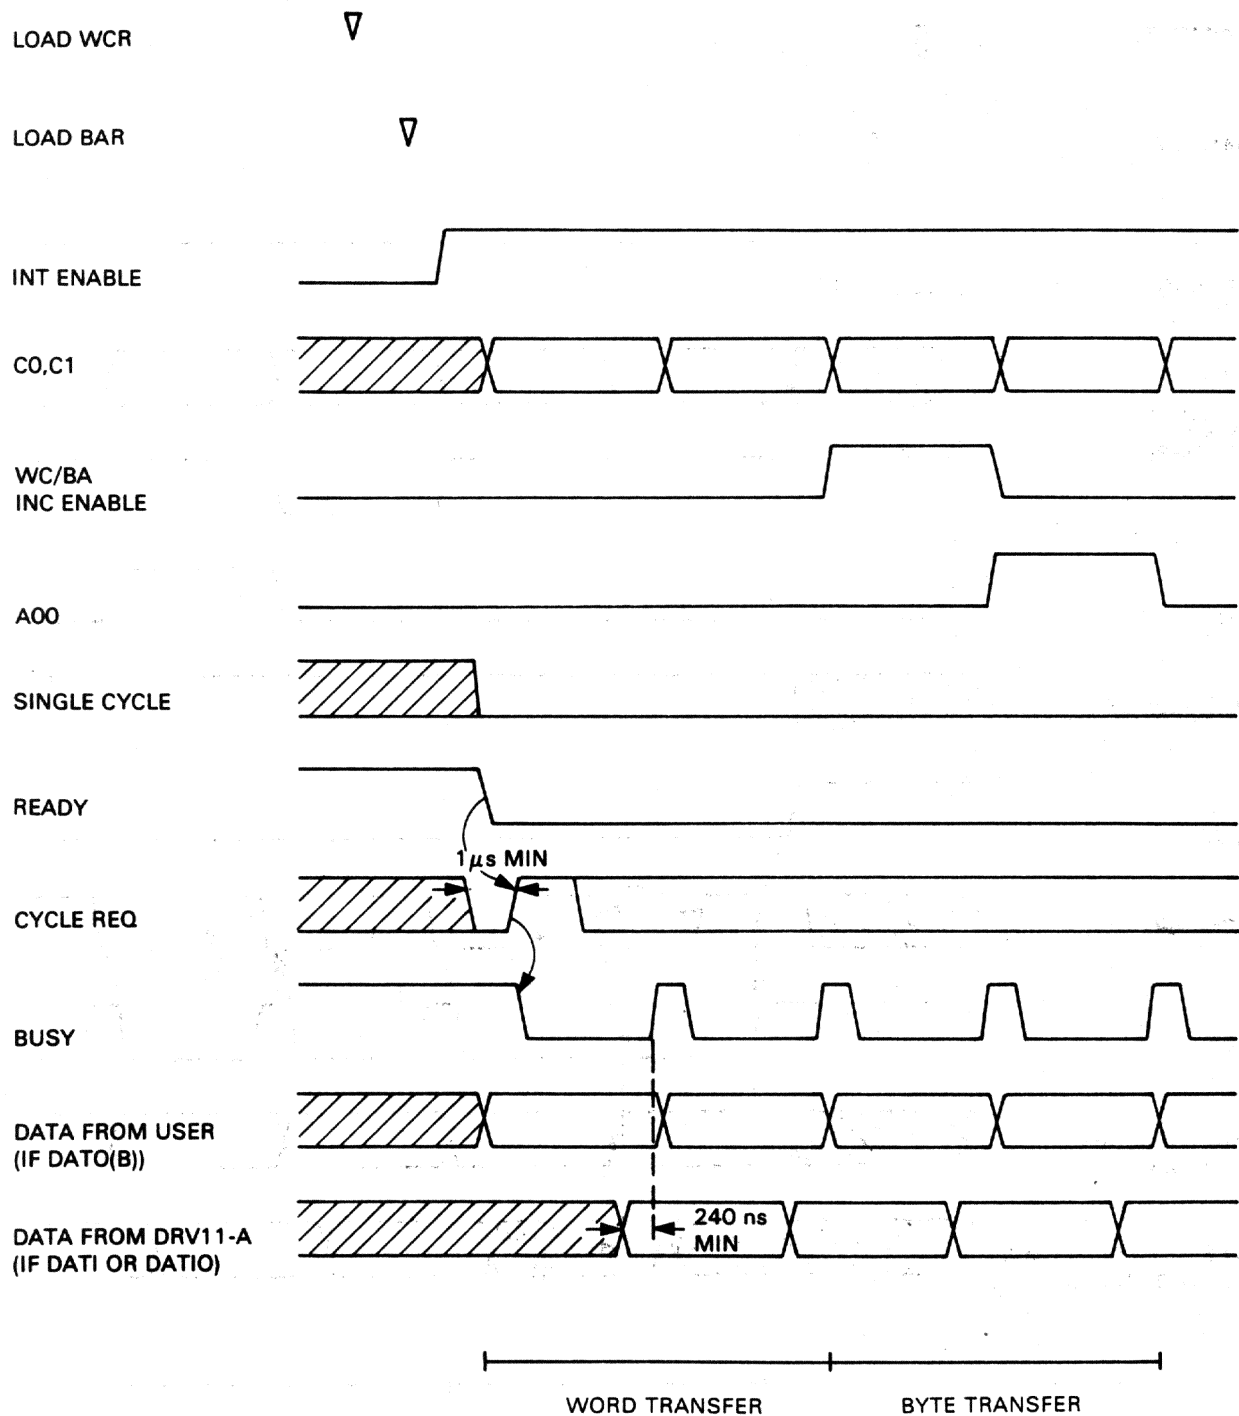 LOAD WCR
LOAD BAR
INT ENABLE
C0,C1
WC/BA
INC ENABLE
A00
SINGLE CYCLE
READY
1 μs MIN
CYCLE REQ
BUSY
DATA FROM USER
(IF DATO(B))
DATA FROM DRV11-A
(IF DATI OR DATIO)
240 ns
MIN
WORD TRANSFER
BYTE TRANSFER